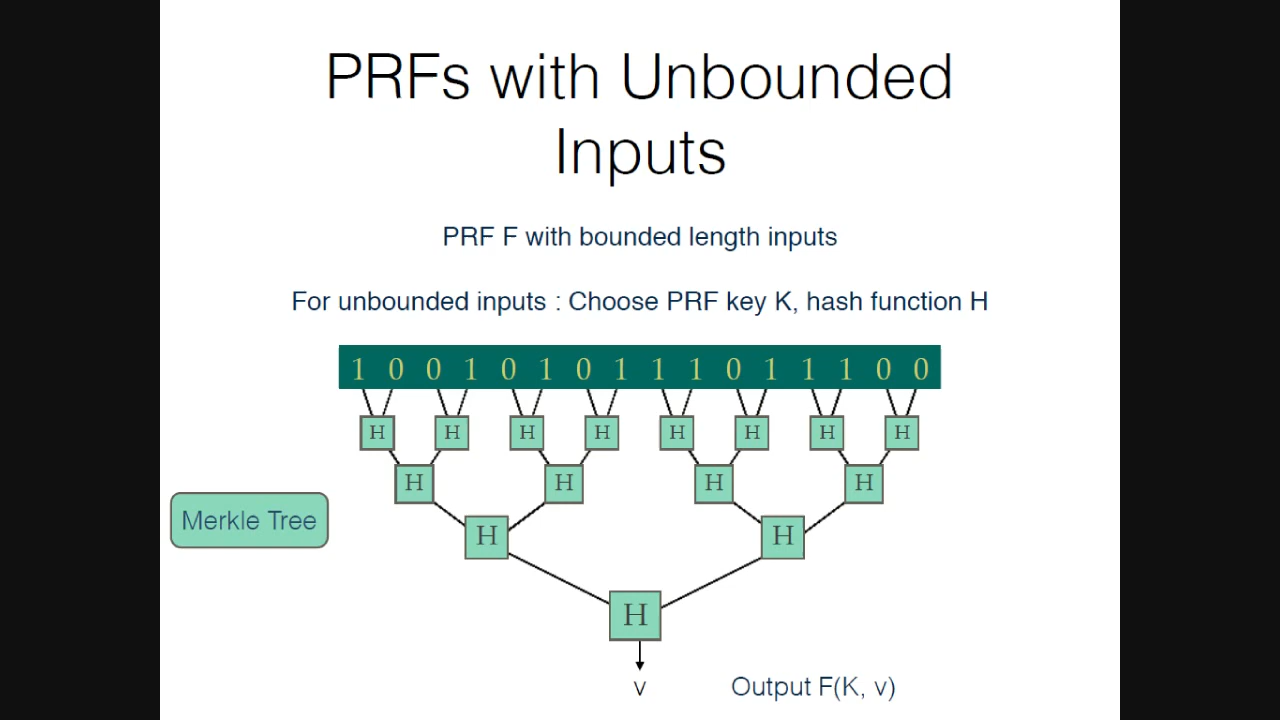 PRFs with Unbounded
Inputs
PRF F with bounded length inputs
For unbounded inputs : Choose PRF key K, hash function H
1 0 0 1 0 1 0 1 1 1 0 1 1 1 0 0
H H H H H H H H
H H H H
Merkle Tree
H H
H
v
Output F(K, v)